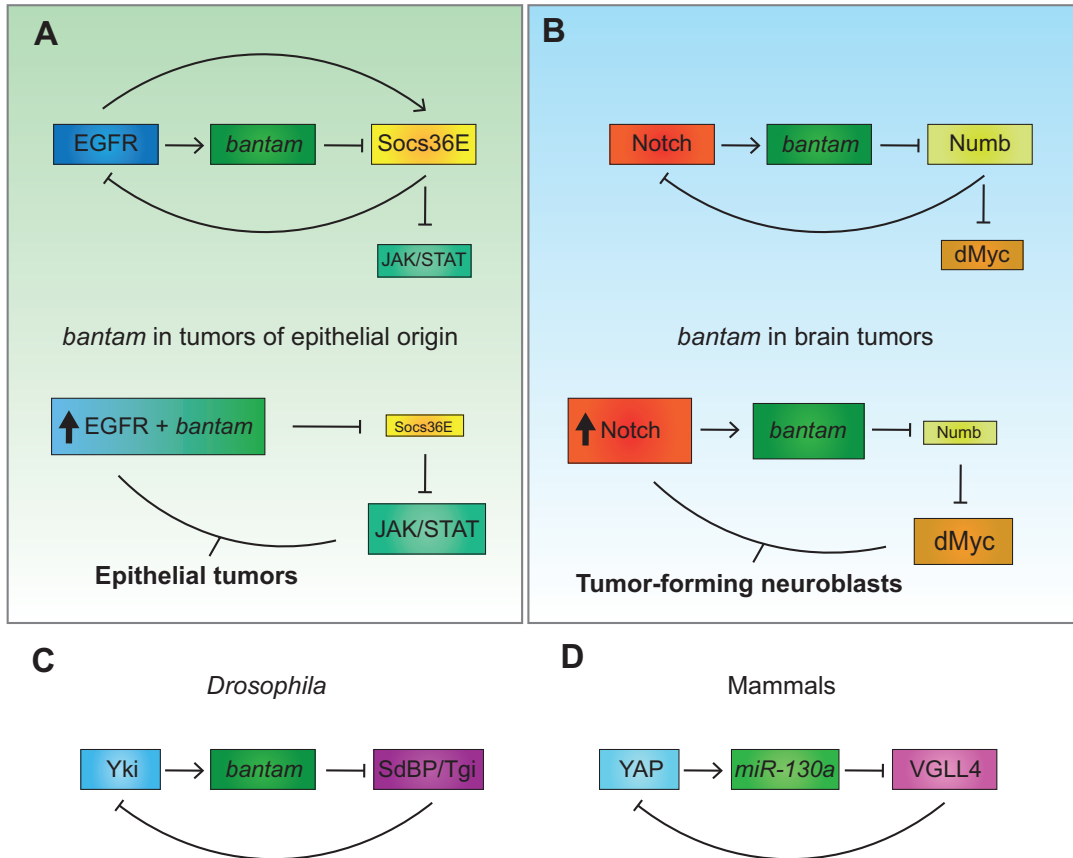 A
EGFR
bantam
Socs36E
JAK/STAT
bantam in tumors of epithelial origin
EGFR + bantam
Socs36E
JAK/STAT
Epithelial tumors
B
Notch
bantam
Numb
dMyc
bantam in brain tumors
Notch
bantam
Numb
dMyc
Tumor-forming neuroblasts
C
Drosophila
Yki
bantam
SdBP/Tgi
D
Mammals
YAP
miR-130a
VGLL4